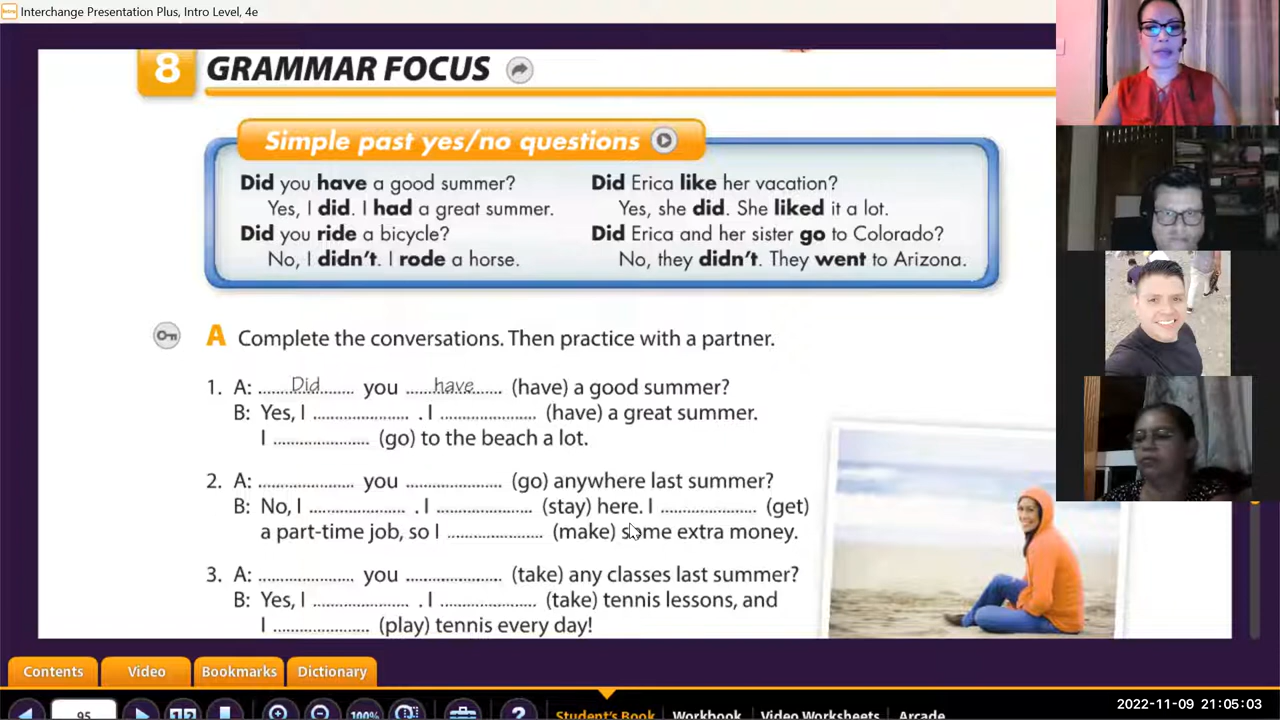 Interchange Presentation Plus, Intro Level, 4e
8 GRAMMAR FOCUS
Simple past yes/no questions
Did you have a good summer?
Yes, I did. I had a great summer.
Did you ride a bicycle?
No, I didn't. I rode a horse.
Did Erica like her vacation?
Yes, she did. She liked it a lot.
Did Erica and her sister go to Colorado?
No, they didn't. They went to Arizona.
A Complete the conversations. Then practice with a partner.
1. A: Did you have (have) a good summer?
B: Yes, I .................... . I .................... (have) a great summer.
I .................... (go) to the beach a lot.
2. A: .................... you .................... (go) anywhere last summer?
B: No, I .................... . I .................... (stay) here. I .................... (get)
a part-time job, so I .................... (make) some extra money.
3. A: .................... you .................... (take) any classes last summer?
B: Yes, I .................... . I .................... (take) tennis lessons, and
I .................... (play) tennis every day!
Contents Video Bookmarks Dictionary
95 100% ? Student's Book Workbook Video Worksheets Arcade
2022-11-09 21:05:03